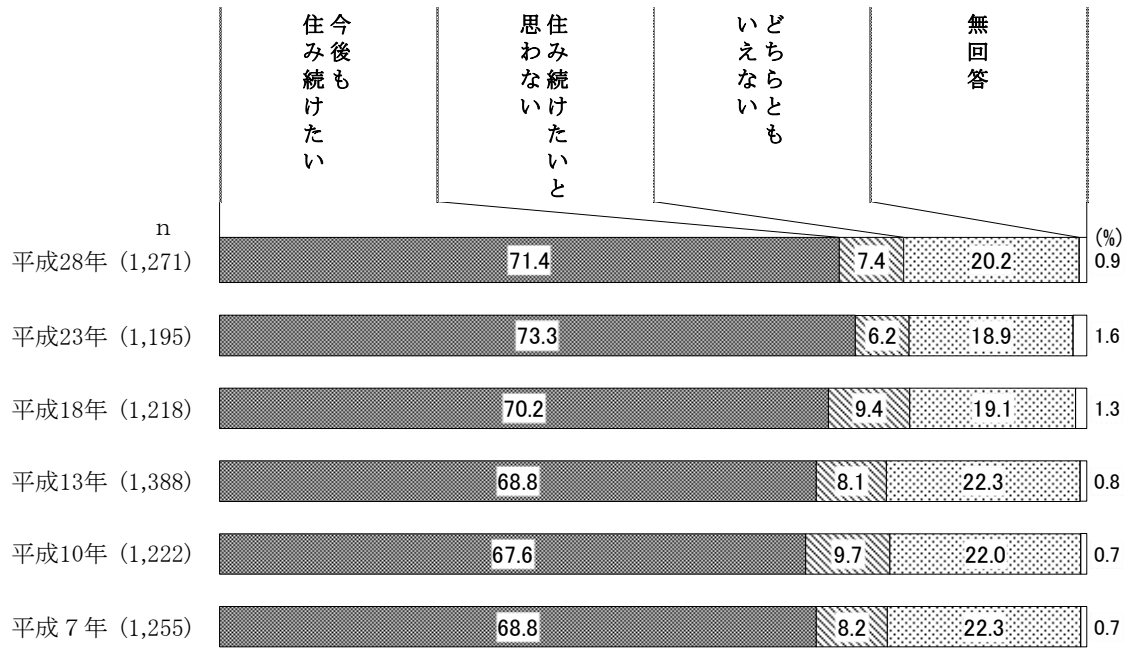 今後も
住み続けたい
住み続けたいと
思わない
どちらとも
いえない
無回答
n
(%)
平成28年 (1,271) 71.4 7.4 20.2 0.9
平成23年 (1,195) 73.3 6.2 18.9 1.6
平成18年 (1,218) 70.2 9.4 19.1 1.3
平成13年 (1,388) 68.8 8.1 22.3 0.8
平成10年 (1,222) 67.6 9.7 22.0 0.7
平成７年 (1,255) 68.8 8.2 22.3 0.7